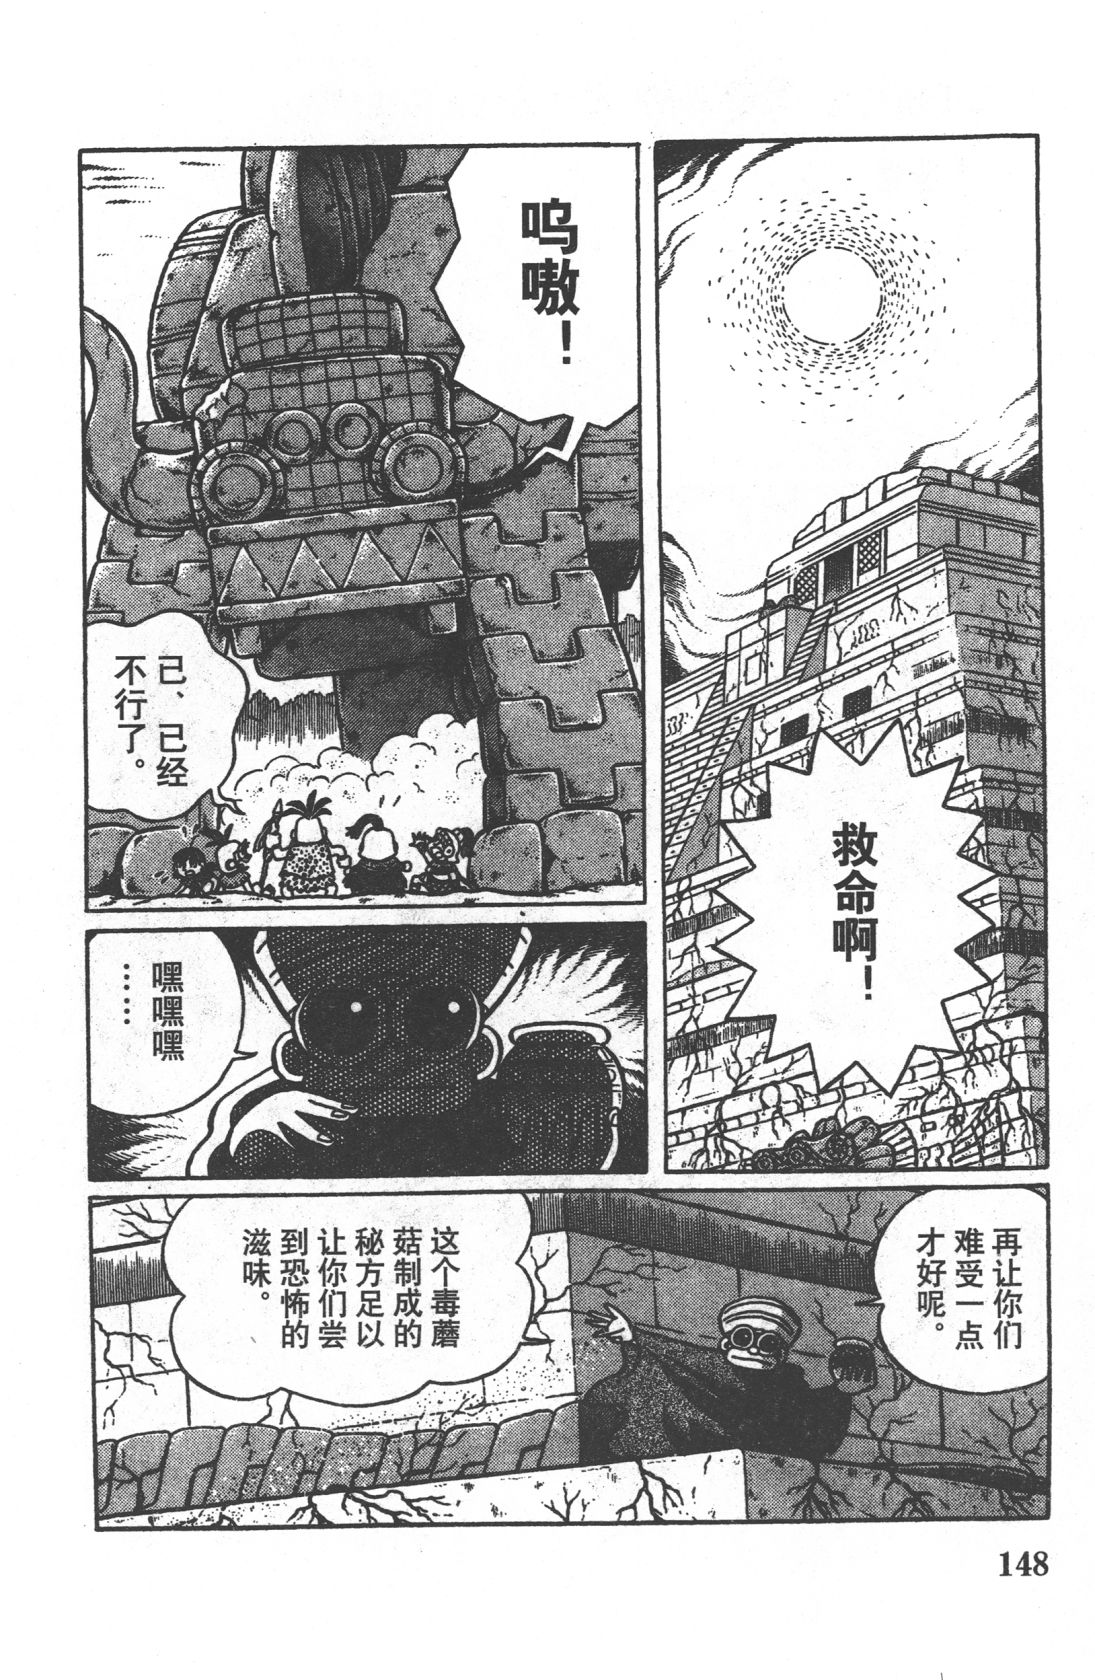 救命啊！
呜
嗷！
已、已经
不行了。
嘿嘿嘿
……
再让你们
难受一点
才好呢。
这个毒蘑
菇制成的
秘方足以
让你们尝
到恐怖的
滋味。
148